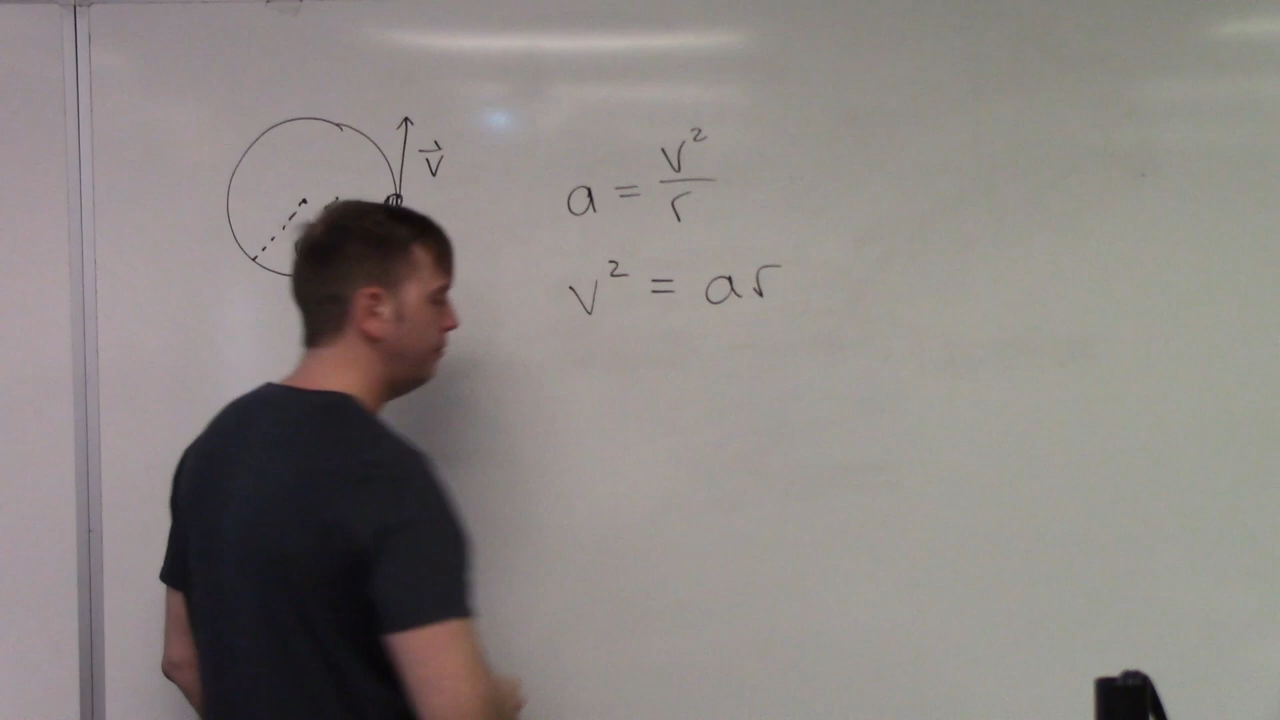 v⃗
a = v² / r
v² = ar